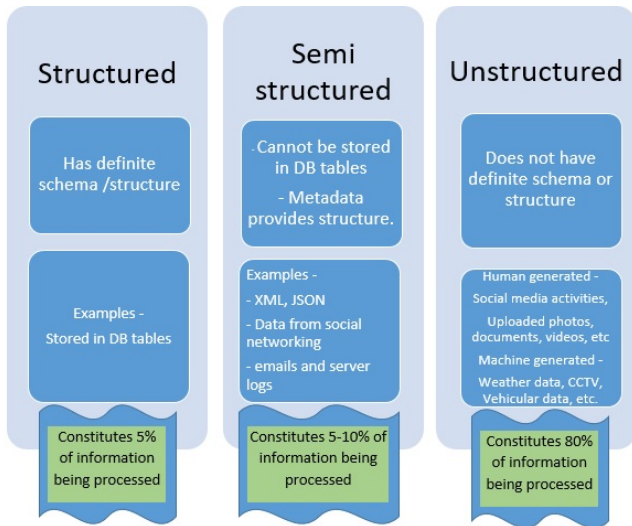 Structured
Has definite
schema /structure
Examples -
Stored in DB tables
Constitutes 5%
of information
being processed
Semi
structured
- Cannot be stored
in DB tables
- Metadata
provides structure.
Examples -
- XML, JSON
- Data from social
networking
- emails and server
logs
Constitutes 5-10% of
information being
processed
Unstructured
Does not have
definite schema or
structure
Human generated -
Social media activities,
Uploaded photos,
documents, videos, etc
Machine generated -
Weather data, CCTV,
Vehicular data, etc.
Constitutes 80%
of information
being processed